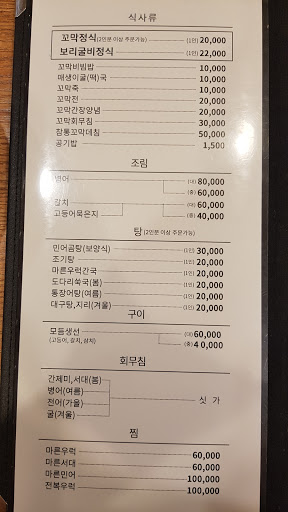 식사류
꼬막정식(2인분 이상 주문가능) (1인) 20,000
보리굴비정식 (1인) 22,000
꼬막비빔밥 10,000
매생이굴(떡)국 10,000
꼬막죽 10,000
꼬막전 20,000
꼬막간장양념 20,000
꼬막회무침 30,000
참통꼬막데침 50,000
공기밥 1,500
조림
(대) 80,000
(중) 60,000
갈치 (대) 60,000
고등어묵은지 (중) 40,000
탕 (2인분 이상 주문가능)
민어곰탕(보양식) (1인) 30,000
조기탕 (1인) 20,000
마른우럭간국 (1인) 20,000
도다리쑥국(봄) (1인) 20,000
통장어탕(여름) (1인) 20,000
대구탕,지리(겨울) (1인) 20,000
구이
모듬생선 (대) 60,000
(고등어, 갈치, 삼치) (중) 40,000
회무침
간제미,서대(봄)
병어(여름)
싯 가
전어(가을)
굴(겨울)
찜
마른우럭 60,000
마른서대 60,000
마른민어 100,000
전복우럭 100,000